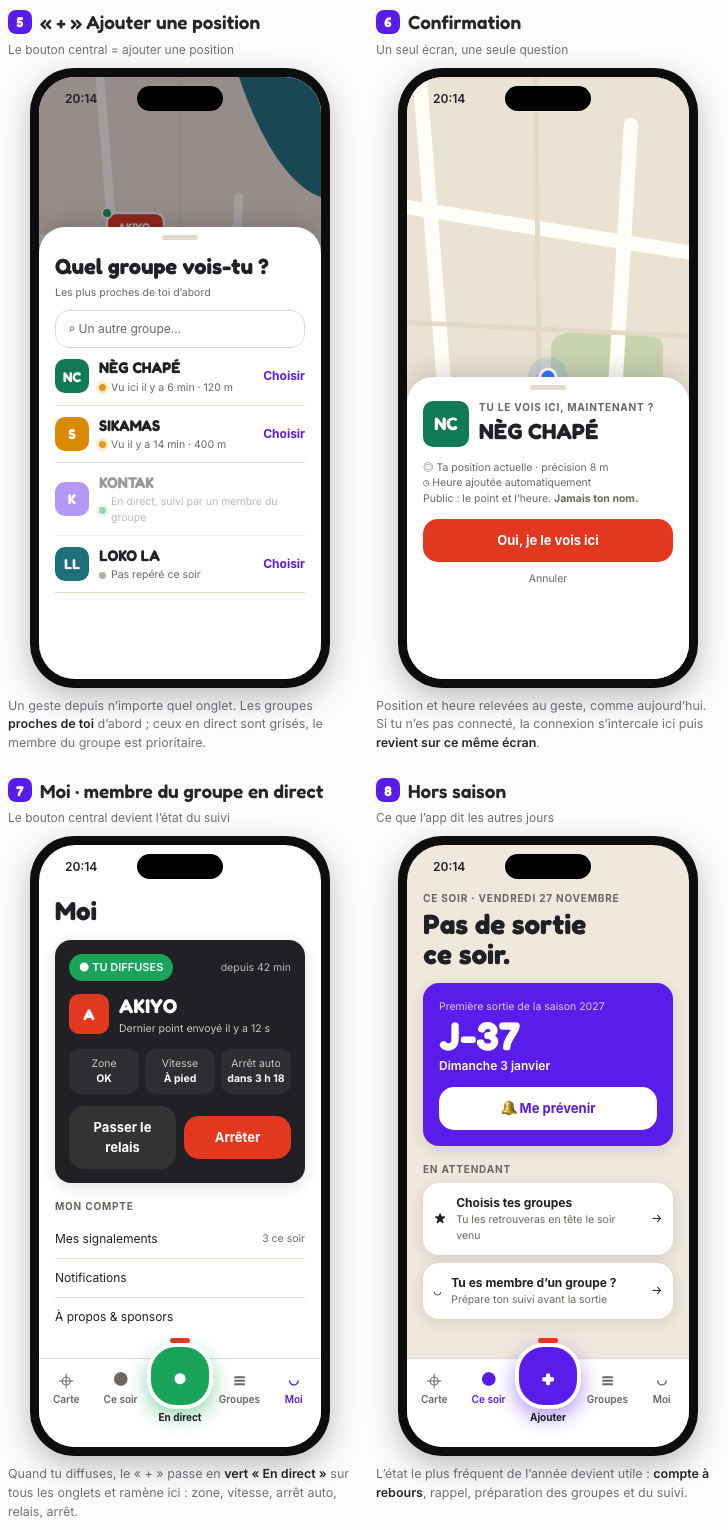 5 « + » Ajouter une position
Le bouton central = ajouter une position
20:14
AKIYO
Quel groupe vois-tu ?
Les plus proches de toi d’abord
Un autre groupe…
NC
NÈG CHAPÉ
Vu ici il y a 6 min · 120 m
Choisir
S
SIKAMAS
Vu il y a 14 min · 400 m
Choisir
K
KONTAK
En direct, suivi par un membre du
groupe
LL
LOKO LA
Pas repéré ce soir
Choisir
Un geste depuis n’importe quel onglet. Les groupes
proches de toi d’abord ; ceux en direct sont grisés, le
membre du groupe est prioritaire.
6 Confirmation
Un seul écran, une seule question
20:14
NC
TU LE VOIS ICI, MAINTENANT ?
NÈG CHAPÉ
◎ Ta position actuelle · précision 8 m
◷ Heure ajoutée automatiquement
Public : le point et l’heure. Jamais ton nom.
Oui, je le vois ici
Annuler
Position et heure relevées au geste, comme aujourd’hui.
Si tu n’es pas connecté, la connexion s’intercale ici puis
revient sur ce même écran.
7 Moi · membre du groupe en direct
Le bouton central devient l’état du suivi
20:14
Moi
TU DIFFUSES
depuis 42 min
A
AKIYO
Dernier point envoyé il y a 12 s
Zone
OK
Vitesse
À pied
Arrêt auto
dans 3 h 18
Passer le
relais
Arrêter
MON COMPTE
Mes signalements
3 ce soir
Notifications
À propos & sponsors
Carte
Ce soir
En direct
Groupes
Moi
Quand tu diffuses, le « + » passe en vert « En direct » sur
tous les onglets et ramène ici : zone, vitesse, arrêt auto,
relais, arrêt.
8 Hors saison
Ce que l’app dit les autres jours
20:14
CE SOIR · VENDREDI 27 NOVEMBRE
Pas de sortie
ce soir.
Première sortie de la saison 2027
J-37
Dimanche 3 janvier
🔔 Me prévenir
EN ATTENDANT
★ Choisis tes groupes →
Tu les retrouveras en tête le soir
venu
Tu es membre d’un groupe ? →
Prépare ton suivi avant la sortie
Carte
Ce soir
Ajouter
Groupes
Moi
L’état le plus fréquent de l’année devient utile : compte à
rebours, rappel, préparation des groupes et du suivi.